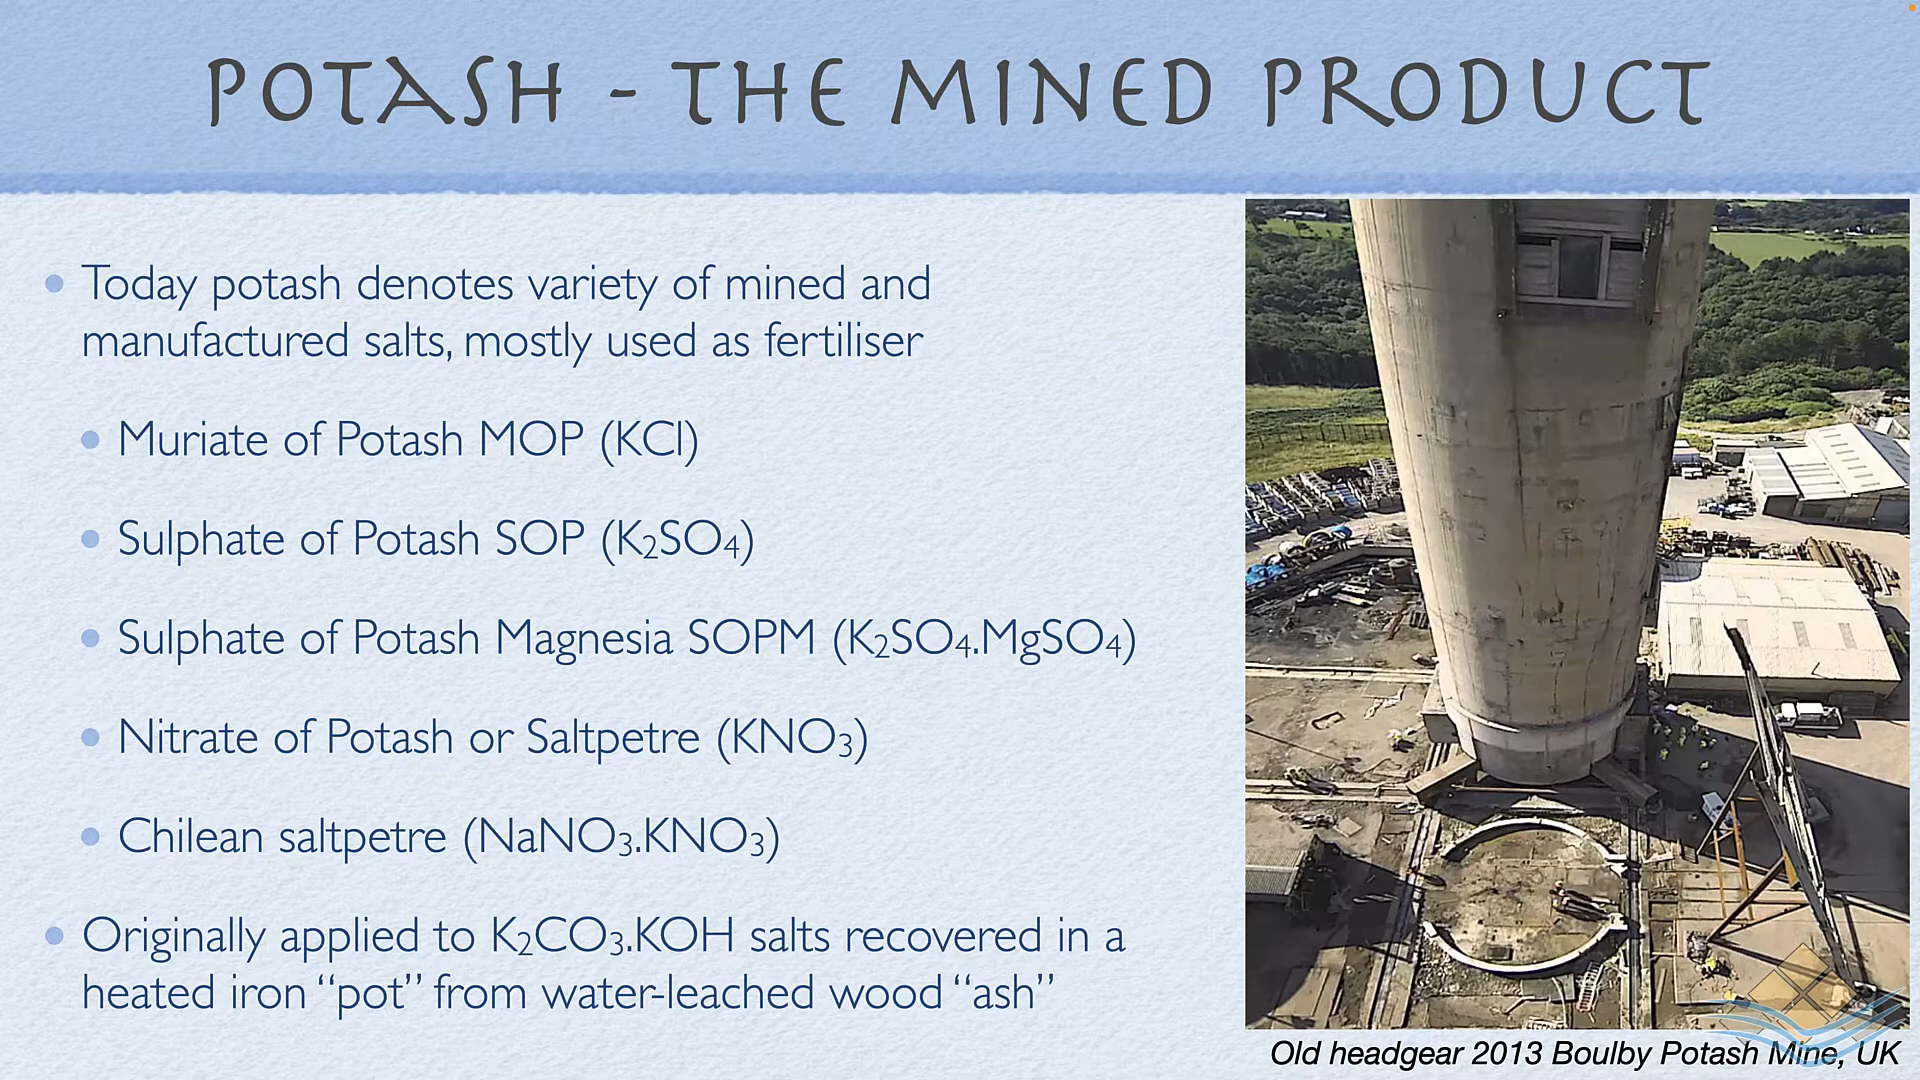 POTASH - THE MINED PRODUCT
• Today potash denotes variety of mined and
manufactured salts, mostly used as fertiliser
• Muriate of Potash MOP (KCl)
• Sulphate of Potash SOP (K₂SO₄)
• Sulphate of Potash Magnesia SOPM (K₂SO₄.MgSO₄)
• Nitrate of Potash or Saltpetre (KNO₃)
• Chilean saltpetre (NaNO₃.KNO₃)
• Originally applied to K₂CO₃.KOH salts recovered in a
heated iron “pot” from water-leached wood “ash”
Old headgear 2013 Boulby Potash Mine, UK